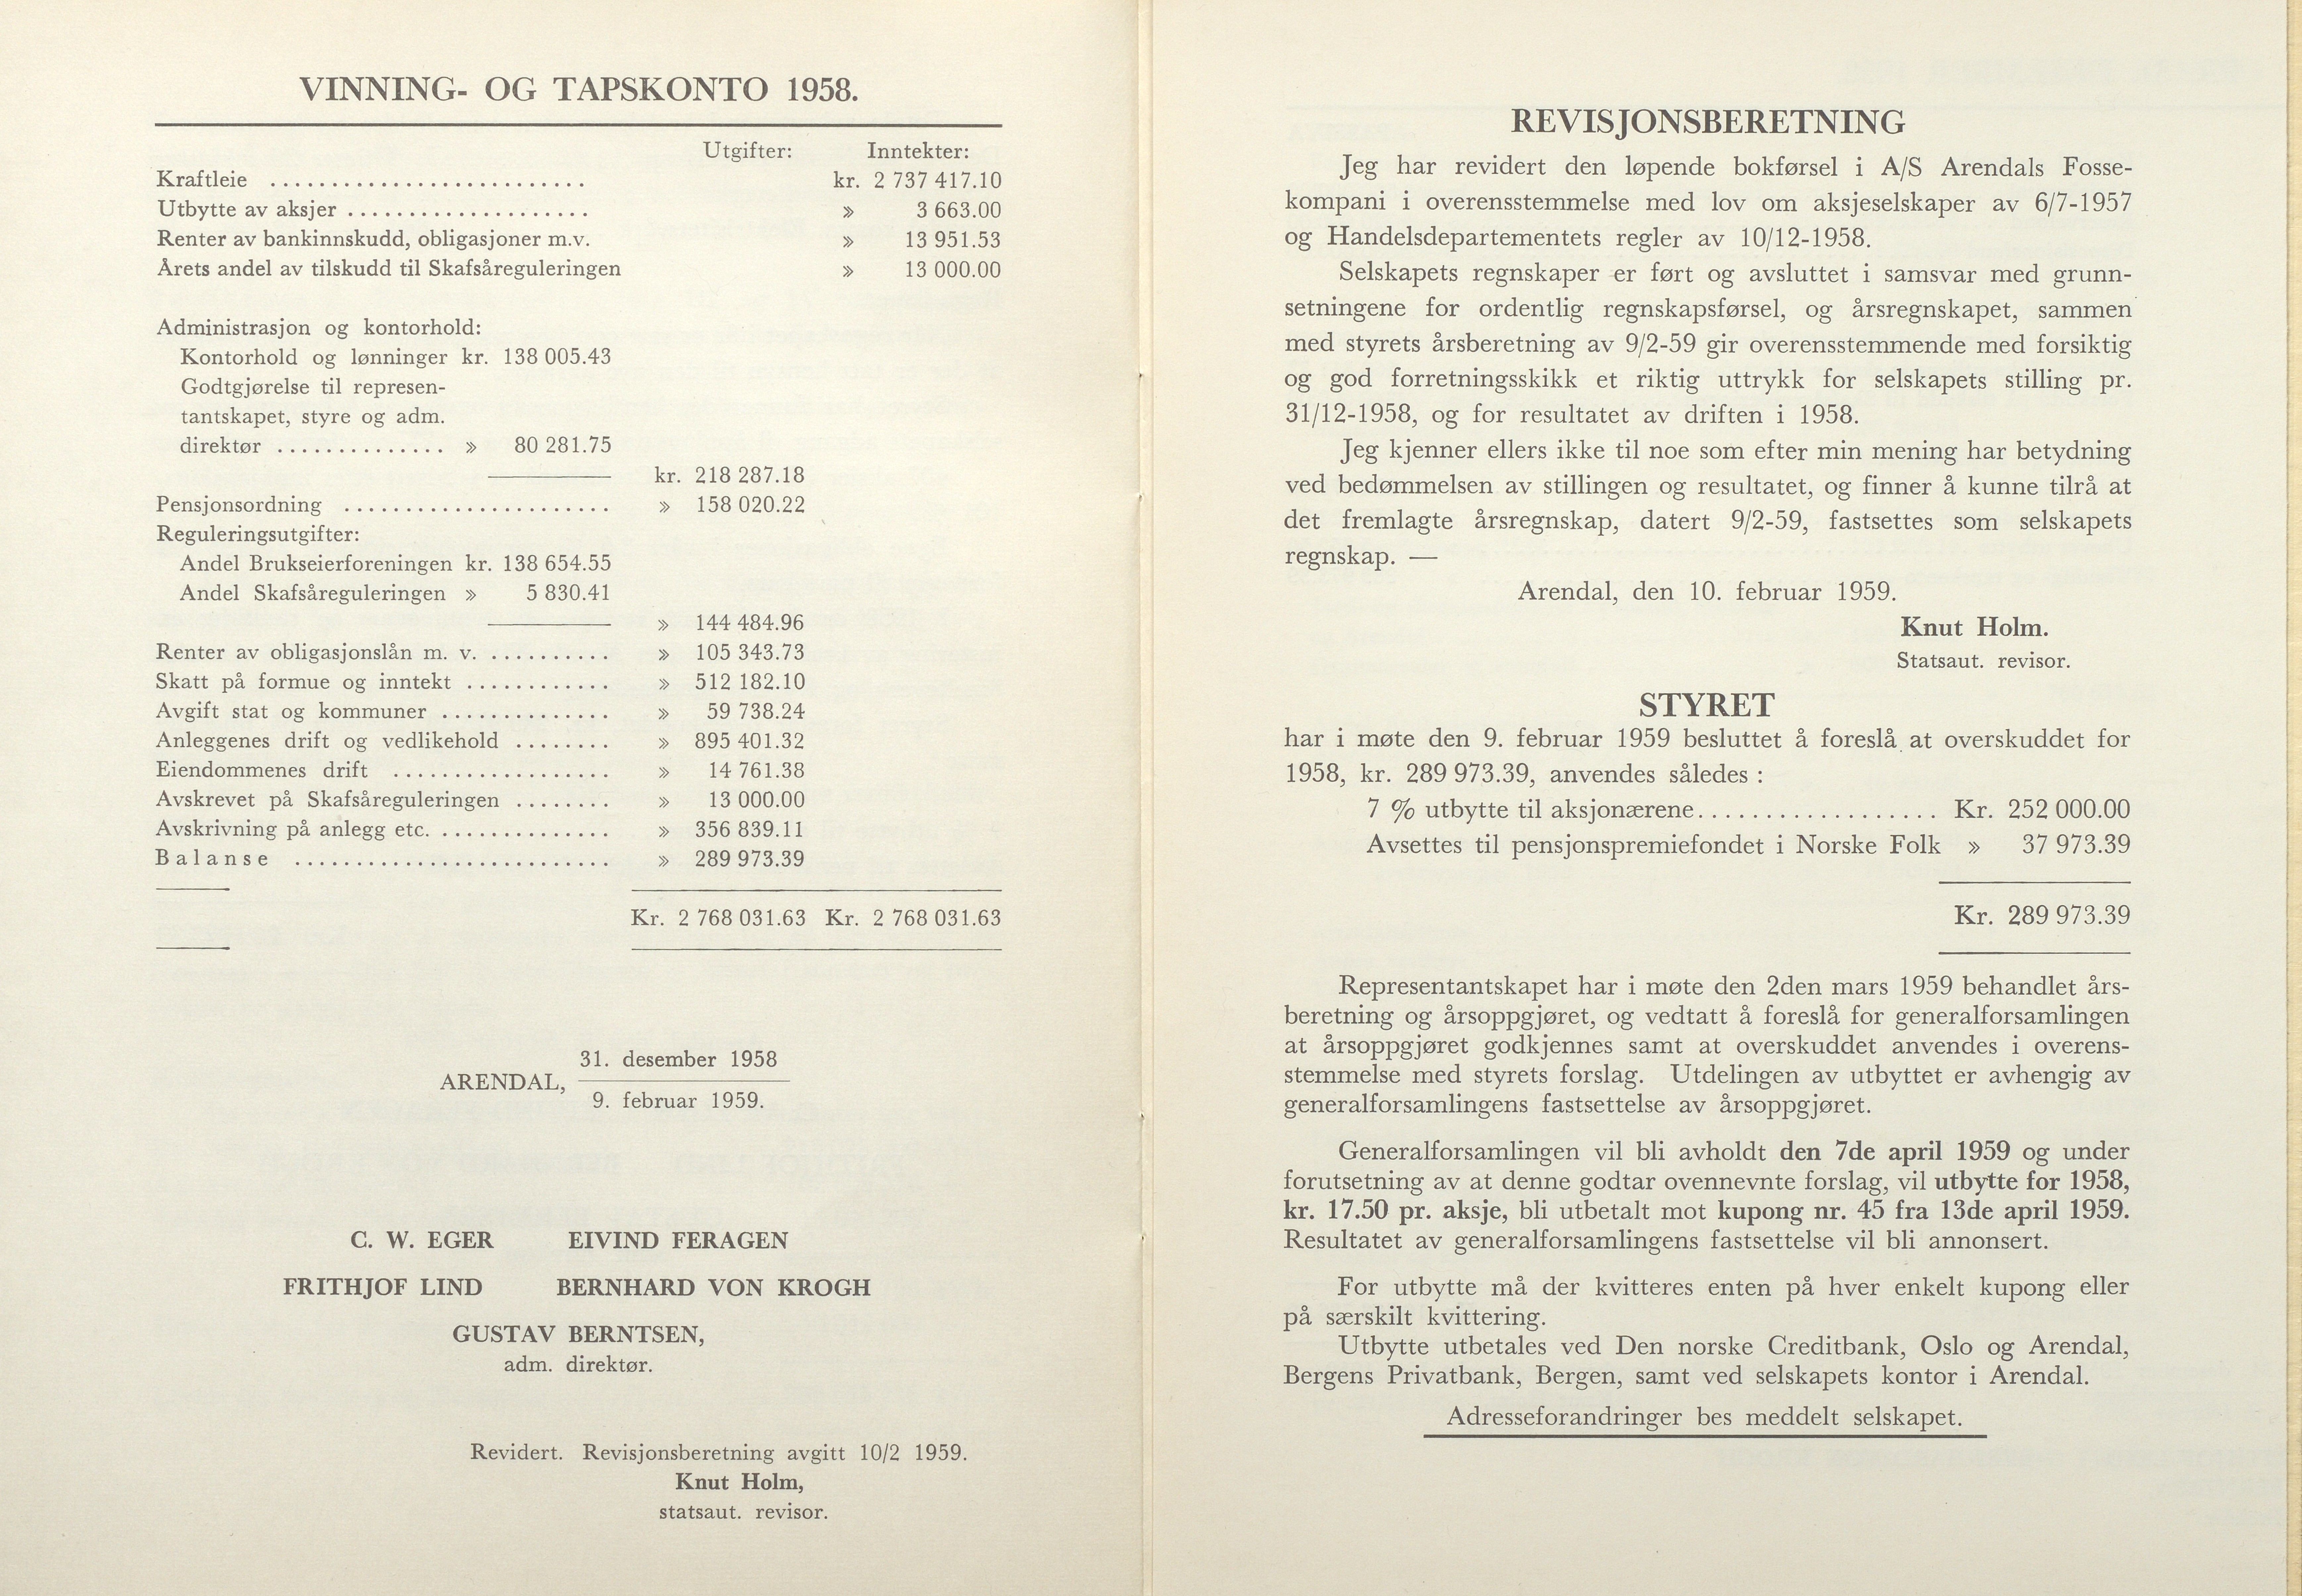 VINNING- OG TAPSKONTO 1958.
Utgifter: Inntekter:
Kraftleie .......................... kr. 2 737 417.10
Utbytte av aksjer .................... » 3 663.00
Renter av bankinnskudd, obligasjoner m.v. » 13 951.53
Årets andel av tilskudd til Skafsåreguleringen » 13 000.00
Administrasjon og kontorhold:
Kontorhold og lønninger kr. 138 005.43
Godtgjørelse til represen-
tantskapet, styre og adm.
direktør .............. » 80 281.75
kr. 218 287.18
Pensjonsordning ...................... » 158 020.22
Reguleringsutgifter:
Andel Brukseierforeningen kr. 138 654.55
Andel Skafsåreguleringen » 5 830.41
» 144 484.96
Renter av obligasjonslån m. v. .......... » 105 343.73
Skatt på formue og inntekt ............ » 512 182.10
Avgift stat og kommuner .............. » 59 738.24
Anleggenes drift og vedlikehold ........ » 895 401.32
Eiendommenes drift .................. » 14 761.38
Avskrevet på Skafsåreguleringen ........ » 13 000.00
Avskrivning på anlegg etc. .............. » 356 839.11
Balanse .......................... » 289 973.39
Kr. 2 768 031.63 Kr. 2 768 031.63
31. desember 1958
ARENDAL,
9. februar 1959.
C. W. EGER EIVIND FERAGEN
FRITHJOF LIND BERNHARD VON KROGH
GUSTAV BERNTSEN,
adm. direktør.
Revidert. Revisjonsberetning avgitt 10/2 1959.
Knut Holm,
statsaut. revisor.
REVISJONSBERETNING
Jeg har revidert den løpende bokførsel i A/S Arendals Fosse-
kompani i overensstemmelse med lov om aksjeselskaper av 6/7-1957
og Handelsdepartementets regler av 10/12-1958.
Selskapets regnskaper er ført og avsluttet i samsvar med grunn-
setningene for ordentlig regnskapsførsel, og årsregnskapet, sammen
med styrets årsberetning av 9/2-59 gir overensstemmende med forsiktig
og god forretningsskikk et riktig uttrykk for selskapets stilling pr.
31/12-1958, og for resultatet av driften i 1958.
Jeg kjenner ellers ikke til noe som efter min mening har betydning
ved bedømmelsen av stillingen og resultatet, og finner å kunne tilrå at
det fremlagte årsregnskap, datert 9/2-59, fastsettes som selskapets
regnskap. —
Arendal, den 10. februar 1959.
Knut Holm.
Statsaut. revisor.
STYRET
har i møte den 9. februar 1959 besluttet å foreslå at overskuddet for
1958, kr. 289 973.39, anvendes således :
7 % utbytte til aksjonærene.................. Kr. 252 000.00
Avsettes til pensjonspremiefondet i Norske Folk » 37 973.39
Kr. 289 973.39
Representantskapet har i møte den 2den mars 1959 behandlet års-
beretning og årsoppgjøret, og vedtatt å foreslå for generalforsamlingen
at årsoppgjøret godkjennes samt at overskuddet anvendes i overens-
stemmelse med styrets forslag. Utdelingen av utbyttet er avhengig av
generalforsamlingens fastsettelse av årsoppgjøret.
Generalforsamlingen vil bli avholdt den 7de april 1959 og under
forutsetning av at denne godtar ovennevnte forslag, vil utbytte for 1958,
kr. 17.50 pr. aksje, bli utbetalt mot kupong nr. 45 fra 13de april 1959.
Resultatet av generalforsamlingens fastsettelse vil bli annonsert.
For utbytte må der kvitteres enten på hver enkelt kupong eller
på særskilt kvittering.
Utbytte utbetales ved Den norske Creditbank, Oslo og Arendal,
Bergens Privatbank, Bergen, samt ved selskapets kontor i Arendal.
Adresseforandringer bes meddelt selskapet.